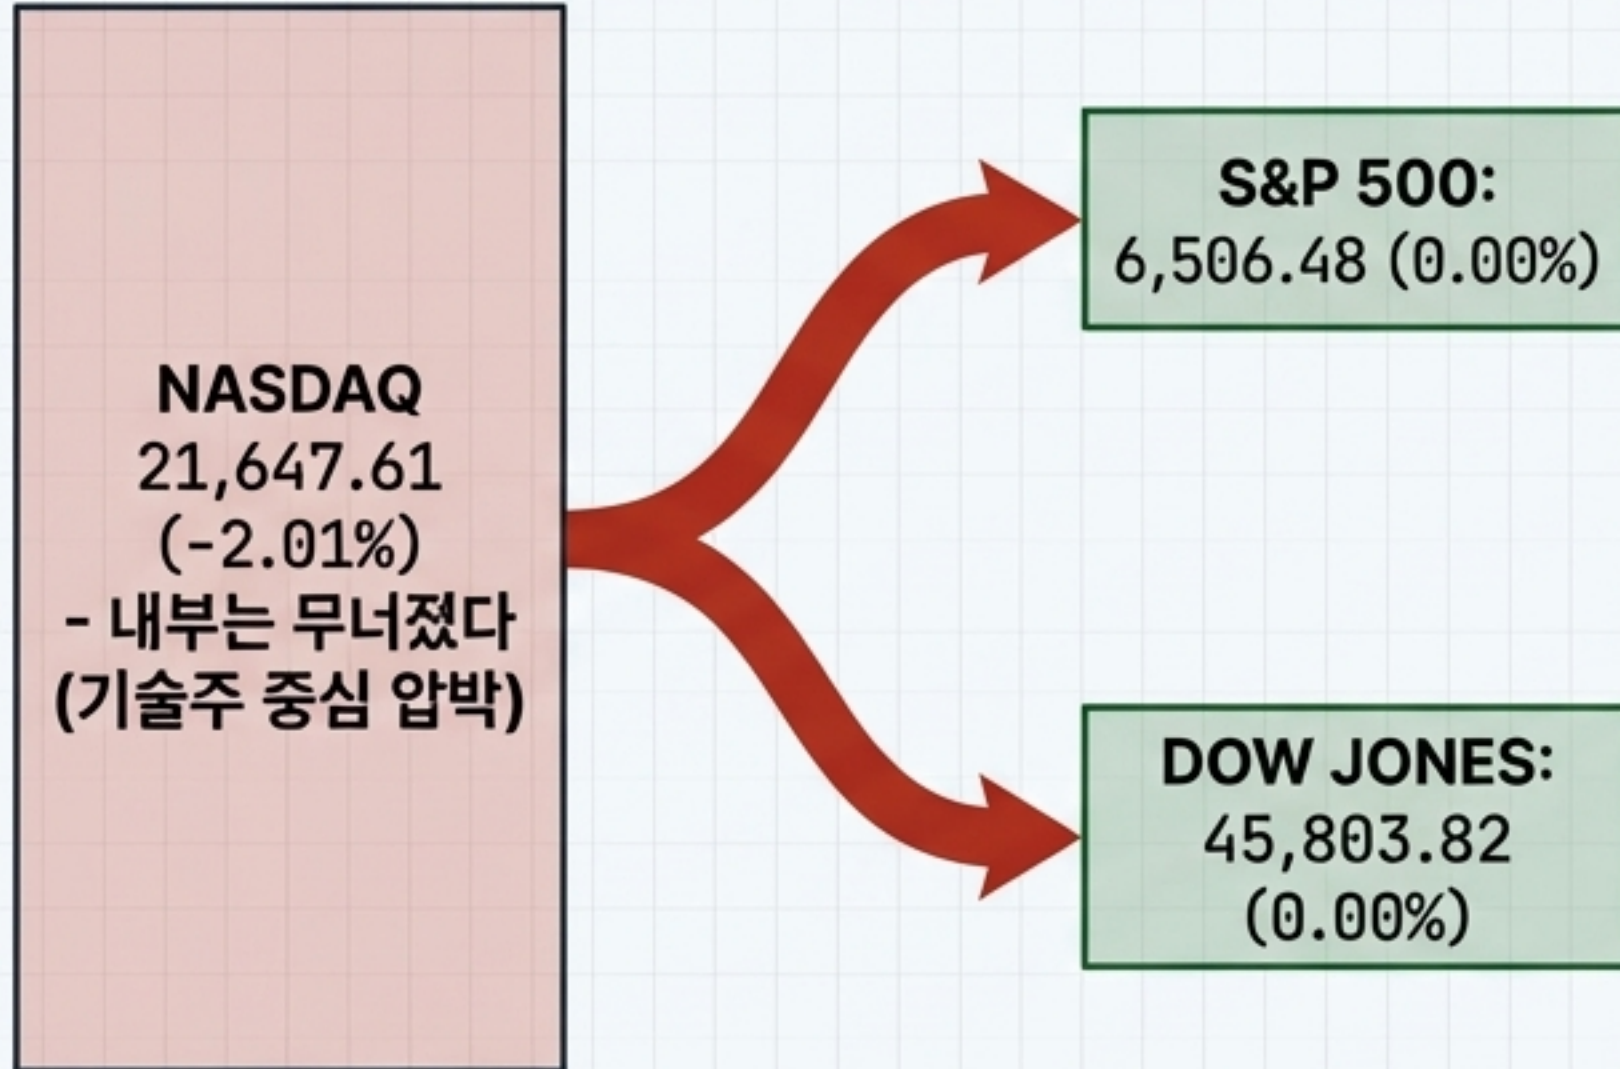 NASDAQ
21,647.61
(-2.01%)
- 내부는 무너졌다
(기술주 중심 압박)
S&P 500:
6,506.48 (0.00%)
DOW JONES:
45,803.82
(0.00%)